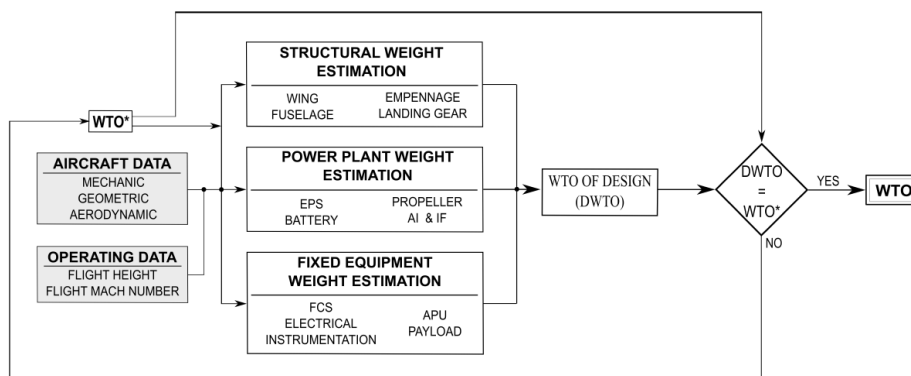 WTO*
AIRCRAFT DATA
MECHANIC
GEOMETRIC
AERODYNAMIC
OPERATING DATA
FLIGHT HEIGHT
FLIGHT MACH NUMBER
STRUCTURAL WEIGHT
ESTIMATION
WING
FUSELAGE
EMPENNAGE
LANDING GEAR
POWER PLANT WEIGHT
ESTIMATION
EPS
BATTERY
PROPELLER
AI & IF
FIXED EQUIPMENT
WEIGHT ESTIMATION
FCS
ELECTRICAL
INSTRUMENTATION
APU
PAYLOAD
WTO OF DESIGN
(DWTO)
DWTO
=
WTO*
YES
NO
WTO